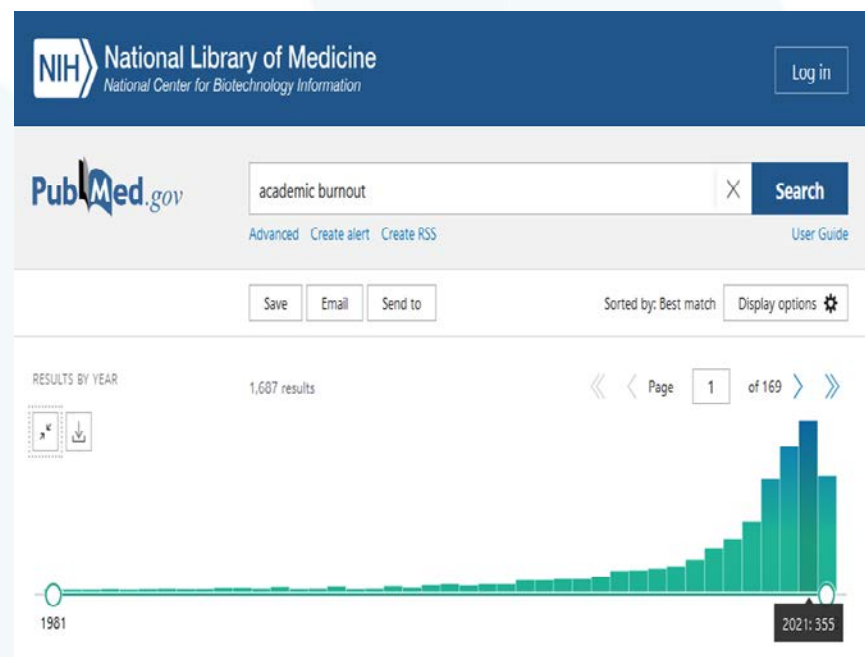 NIH National Library of Medicine
National Center for Biotechnology Information
Log in
PubMed.gov
academic burnout
Search
Advanced Create alert Create RSS
User Guide
Save Email Send to
Sorted by: Best match Display options
RESULTS BY YEAR
1,687 results
Page 1 of 169
1981
2021: 355